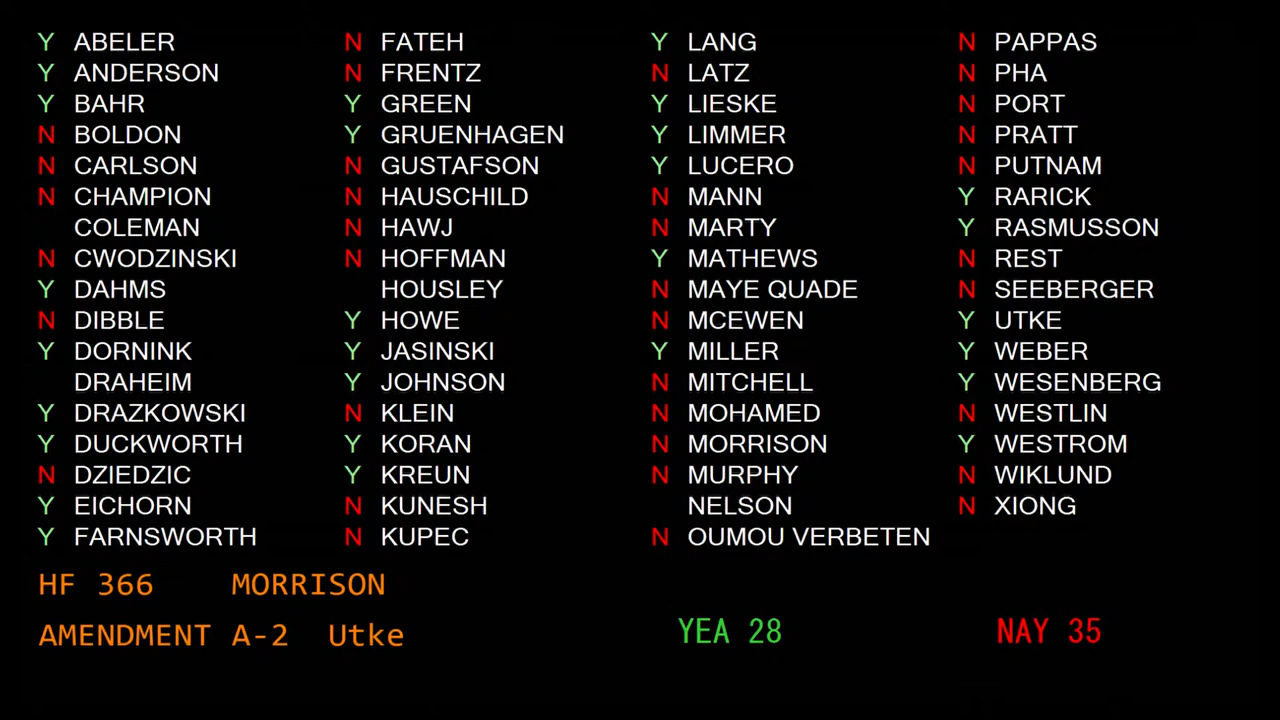 Y ABELER N FATEH Y LANG N PAPPAS
Y ANDERSON N FRENTZ N LATZ N PHA
Y BAHR Y GREEN Y LIESKE N PORT
N BOLDON Y GRUENHAGEN Y LIMMER N PRATT
N CARLSON N GUSTAFSON Y LUCERO N PUTNAM
N CHAMPION N HAUSCHILD N MANN Y RARICK
COLEMAN N HAWJ N MARTY Y RASMUSSON
N CWODZINSKI N HOFFMAN Y MATHEWS N REST
Y DAHMS HOUSLEY N MAYE QUADE N SEEBERGER
N DIBBLE Y HOWE N MCEWEN Y UTKE
Y DORNINK Y JASINSKI Y MILLER Y WEBER
DRAHEIM Y JOHNSON N MITCHELL Y WESENBERG
Y DRAZKOWSKI N KLEIN N MOHAMED N WESTLIN
Y DUCKWORTH Y KORAN N MORRISON Y WESTROM
N DZIEDZIC Y KREUN N MURPHY N WIKLUND
Y EICHORN N KUNESH NELSON N XIONG
Y FARNSWORTH N KUPEC N OUMOU VERBETEN
HF 366 MORRISON
AMENDMENT A-2 Utke YEA 28 NAY 35